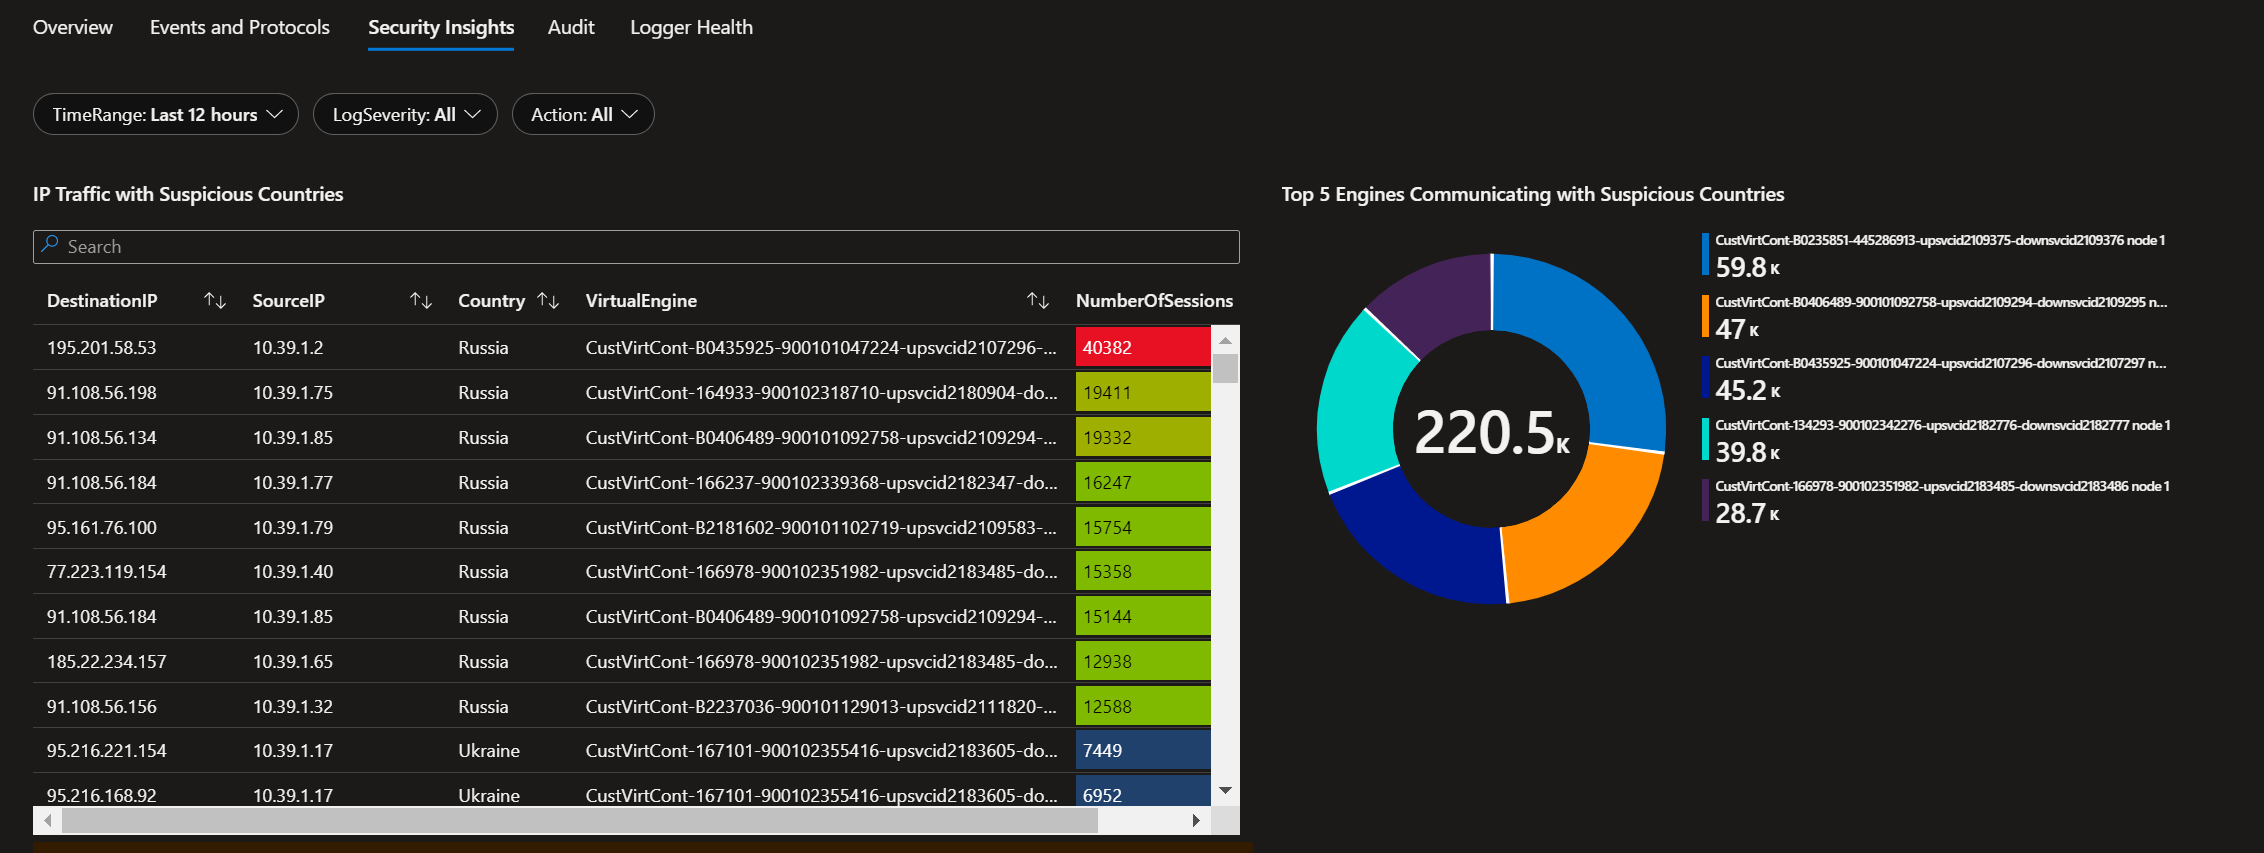 Overview Events and Protocols Security Insights Audit Logger Health
TimeRange: Last 12 hours LogSeverity: All Action: All
IP Traffic with Suspicious Countries
Search
DestinationIP SourceIP Country VirtualEngine NumberOfSessions
195.201.58.53 10.39.1.2 Russia CustVirtCont-B0435925-900101047224-upsvcid2107296-... 40382
91.108.56.198 10.39.1.75 Russia CustVirtCont-164933-900102318710-upsvcid2180904-do... 19411
91.108.56.134 10.39.1.85 Russia CustVirtCont-B0406489-900101092758-upsvcid2109294-... 19332
91.108.56.184 10.39.1.77 Russia CustVirtCont-166237-900102339368-upsvcid2182347-do... 16247
95.161.76.100 10.39.1.79 Russia CustVirtCont-B2181602-900101102719-upsvcid2109583-... 15754
77.223.119.154 10.39.1.40 Russia CustVirtCont-166978-900102351982-upsvcid2183485-do... 15358
91.108.56.184 10.39.1.85 Russia CustVirtCont-B0406489-900101092758-upsvcid2109294-... 15144
185.22.234.157 10.39.1.65 Russia CustVirtCont-166978-900102351982-upsvcid2183485-do... 12938
91.108.56.156 10.39.1.32 Russia CustVirtCont-B2237036-900101129013-upsvcid2111820-... 12588
95.216.221.154 10.39.1.17 Ukraine CustVirtCont-167101-900102355416-upsvcid2183605-do... 7449
95.216.168.92 10.39.1.17 Ukraine CustVirtCont-167101-900102355416-upsvcid2183605-do... 6952
Top 5 Engines Communicating with Suspicious Countries
220.5K
CustVirtCont-B0235851-445286913-upsvcid2109375-downsvcid2109376 node 1
59.8 K
CustVirtCont-B0406489-900101092758-upsvcid2109294-downsvcid2109295 n...
47 K
CustVirtCont-B0435925-900101047224-upsvcid2107296-downsvcid2107297 n...
45.2 K
CustVirtCont-134293-900102342276-upsvcid2182776-downsvcid2182777 node 1
39.8 K
CustVirtCont-166978-900102351982-upsvcid2183485-downsvcid2183486 node 1
28.7 K